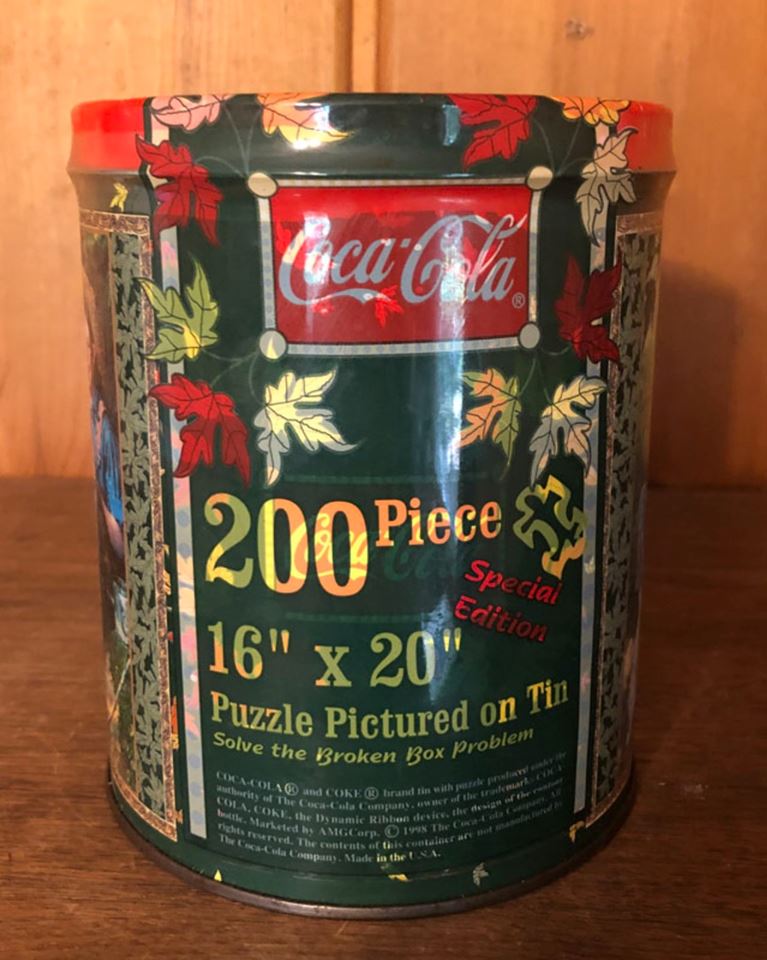 Coca-Cola®
200 Piece
Special
Edition
16" x 20"
Puzzle Pictured on Tin
Solve the Broken Box Problem
COCA-COLA ® and COKE ® brand tin with puzzle produced under the
authority of The Coca-Cola Company, owner of the trademarks COCA-
COLA, COKE, the Dynamic Ribbon device, the design of the contour
bottle. Marketed by AMGCorp. © 1998 The Coca-Cola Company. All
rights reserved. The contents of this container are not manufactured by
The Coca-Cola Company. Made in the U.S.A.